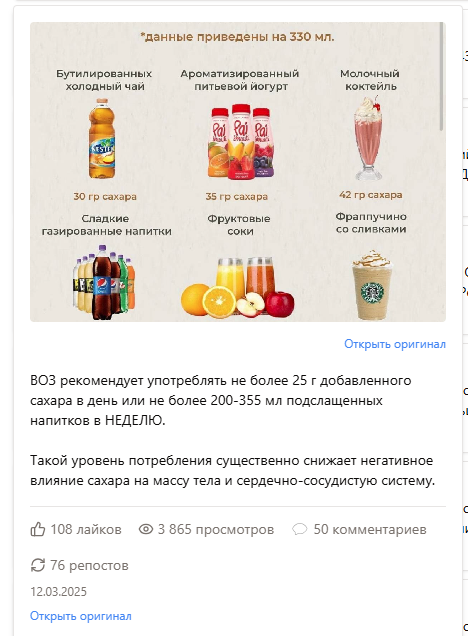 *данные приведены на 330 мл.
Бутилированных
холодный чай
Ароматизированный
питьевой йогурт
Молочный
коктейль
30 гр сахара
35 гр сахара
42 гр сахара
Сладкие
газированные напитки
Фруктовые
соки
Фраппучино
со сливками
Открыть оригинал
ВОЗ рекомендует употреблять не более 25 г добавленного
сахара в день или не более 200-355 мл подслащенных
напитков в НЕДЕЛЮ.
Такой уровень потребления существенно снижает негативное
влияние сахара на массу тела и сердечно-сосудистую систему.
108 лайков 3 865 просмотров 50 комментариев
76 репостов
12.03.2025
Открыть оригинал